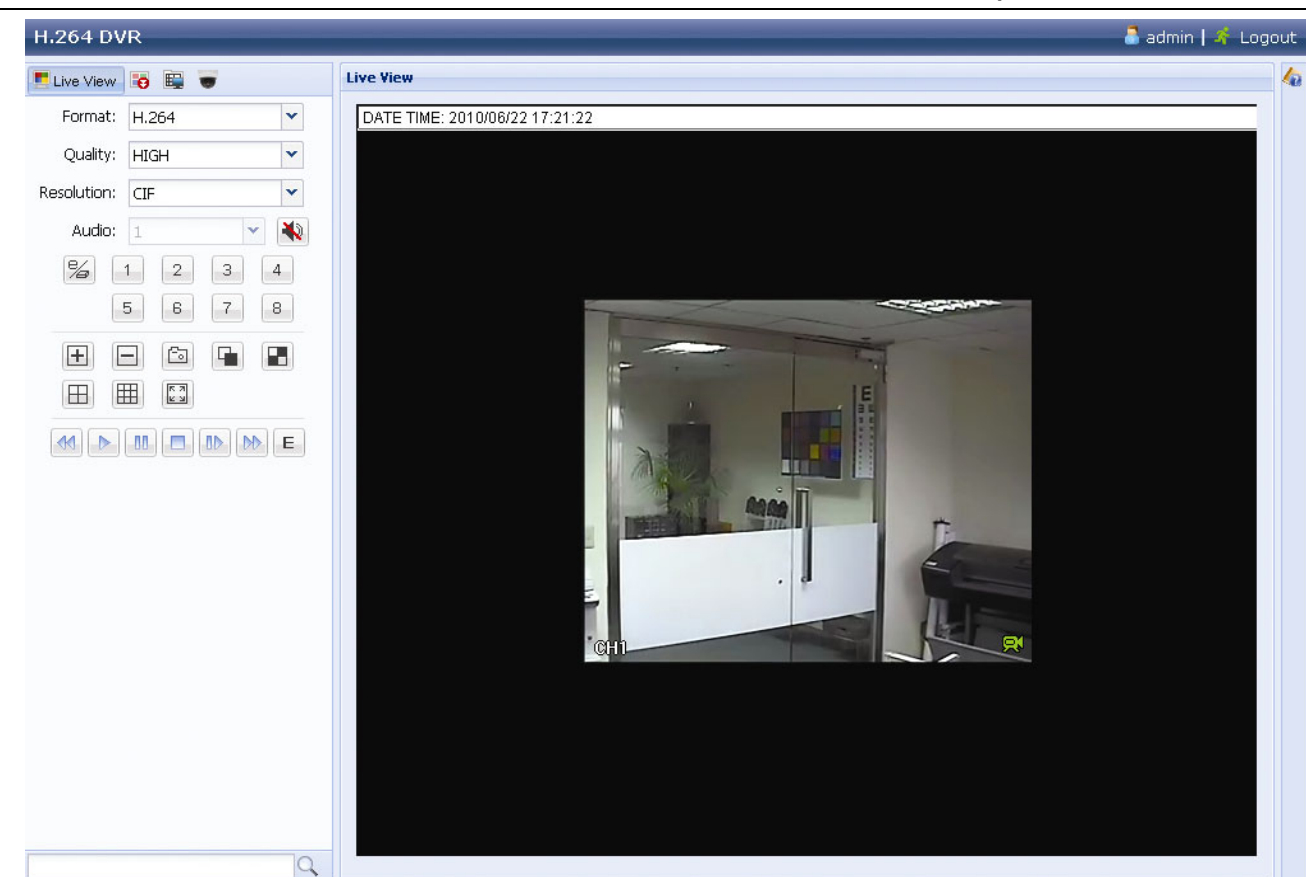 H.264 DVR
admin | Logout
Live View
Live View
Format: H.264
DATE TIME: 2010/06/22 17:21:22
Quality: HIGH
Resolution: CIF
Audio: 1
1 2 3 4
5 6 7 8
E
E
CH1